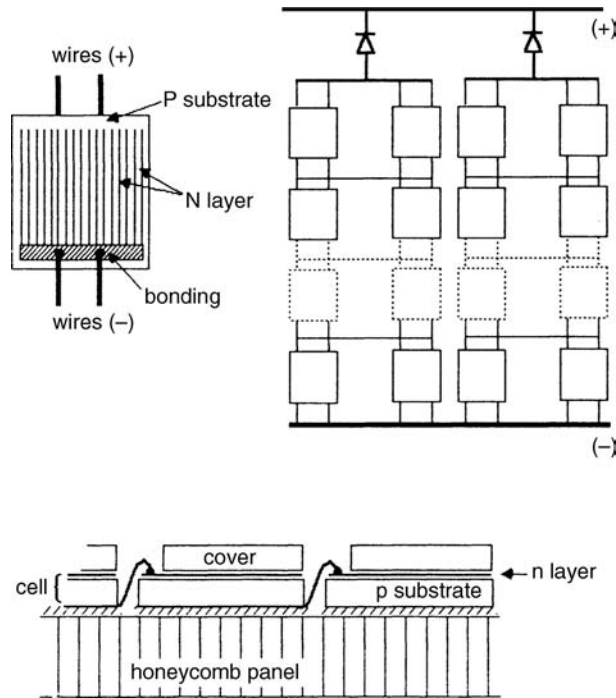 wires (+)
P substrate
N layer
bonding
wires (–)
(+)
(–)
cover
n layer
cell
p substrate
honeycomb panel